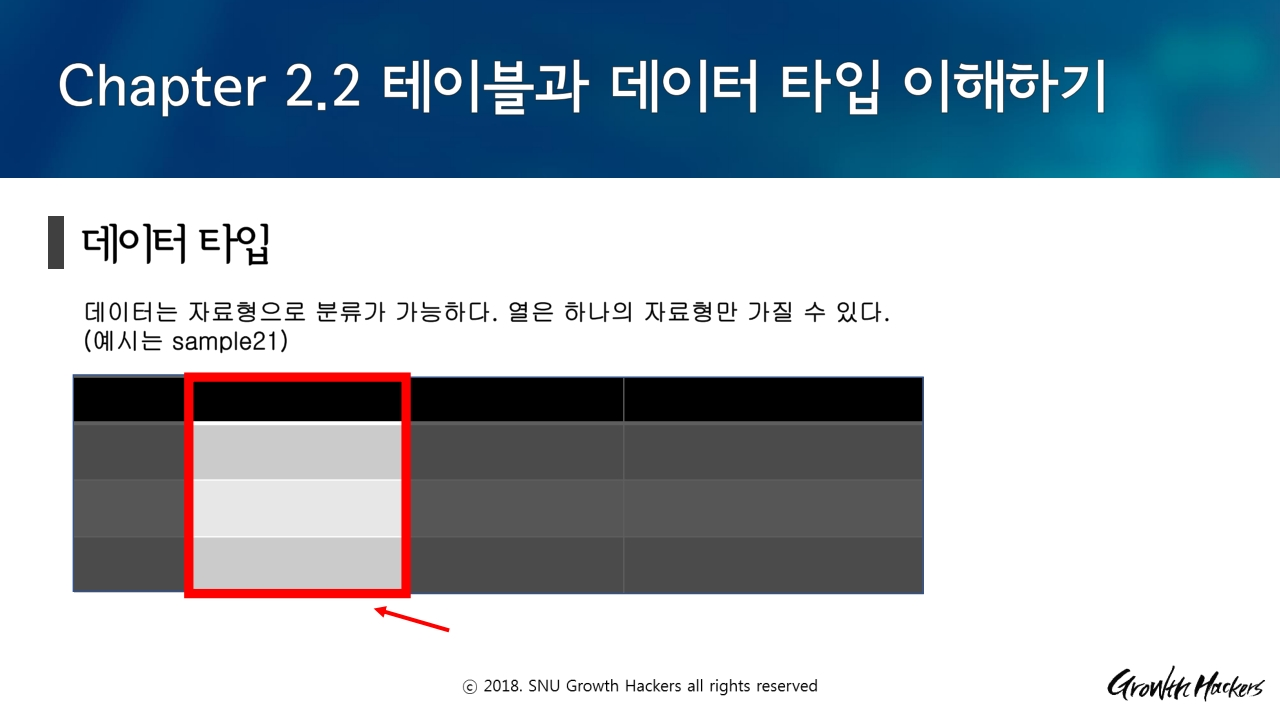 Chapter 2.2 테이블과 데이터 타입 이해하기
데이터 타입
데이터는 자료형으로 분류가 가능하다. 열은 하나의 자료형만 가질 수 있다.
(예시는 sample21)
ⓒ 2018. SNU Growth Hackers all rights reserved
Growth Hackers